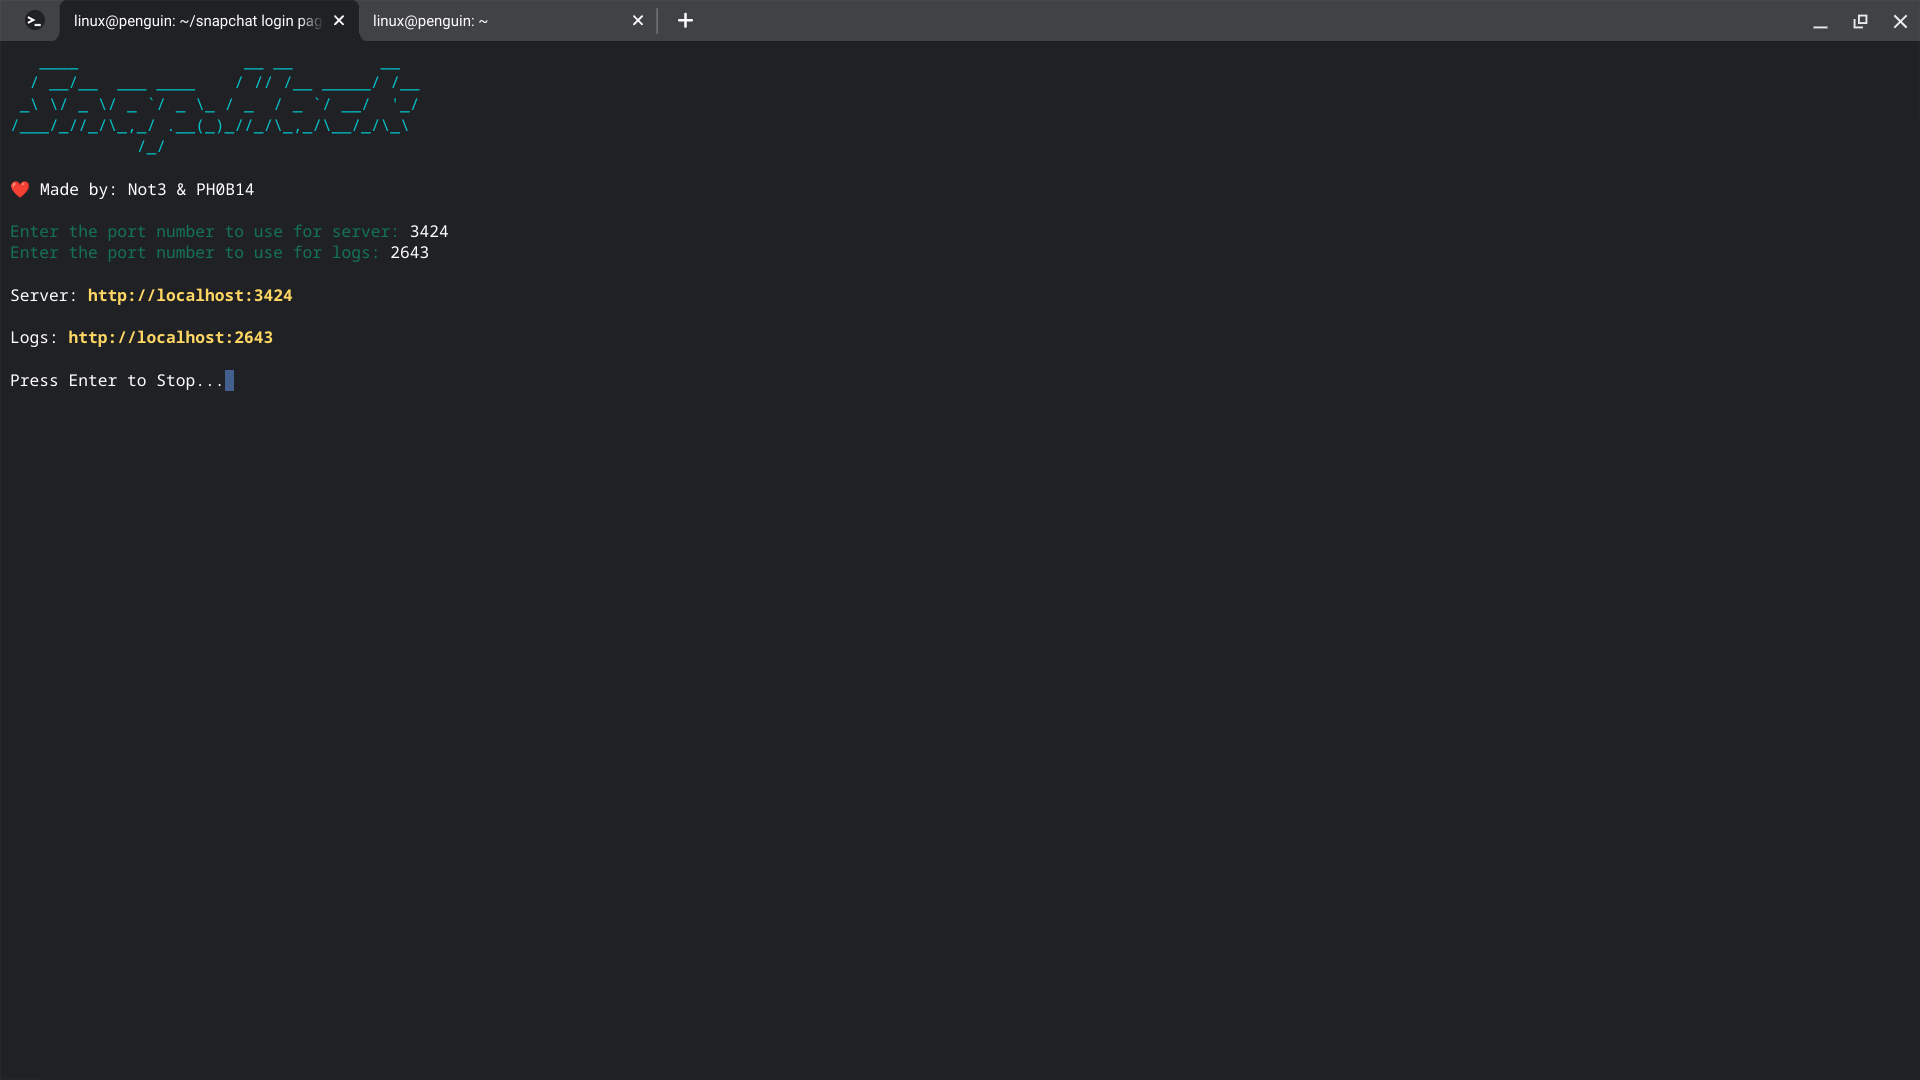 linux@penguin: ~/snapchat login pag
linux@penguin: ~
   ____                 __ __         __
  / __/__  ___ ____    / // /__ _____/ /__
 _\ \/ _ \/ _ `/ _ \_ / _  / _ `/ __/  '_/
/___/_//_/\_,_/ .__(_)_//_/\_,_/\__/_/\_\
             /_/
❤️ Made by: Not3 & PH0B14
Enter the port number to use for server: 3424
Enter the port number to use for logs: 2643
Server: http://localhost:3424
Logs: http://localhost:2643
Press Enter to Stop...